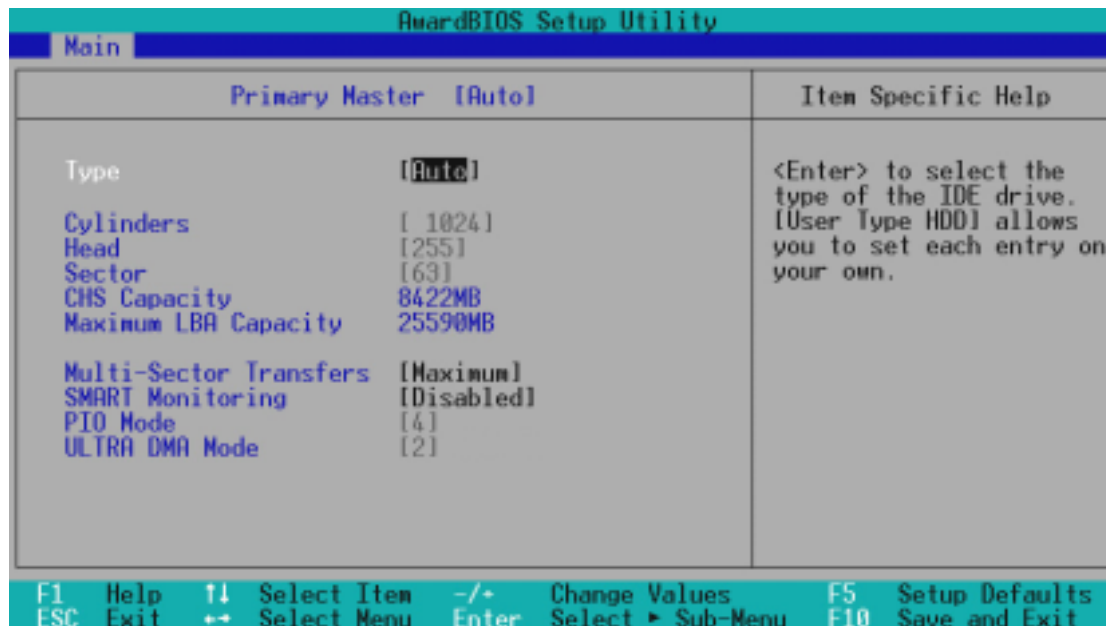 AwardBIOS Setup Utility
Main
Primary Master [Auto]
Item Specific Help
Type [Auto]
Cylinders [ 1024]
Head [255]
Sector [63]
CHS Capacity 8422MB
Maximum LBA Capacity 25590MB
Multi-Sector Transfers [Maximum]
SMART Monitoring [Disabled]
PIO Mode [4]
ULTRA DMA Mode [2]
<Enter> to select the
type of the IDE drive.
[User Type HDD] allows
you to set each entry on
your own.
F1 Help ↑↓ Select Item -/+ Change Values F5 Setup Defaults
ESC Exit ←→ Select Menu Enter Select ► Sub-Menu F10 Save and Exit